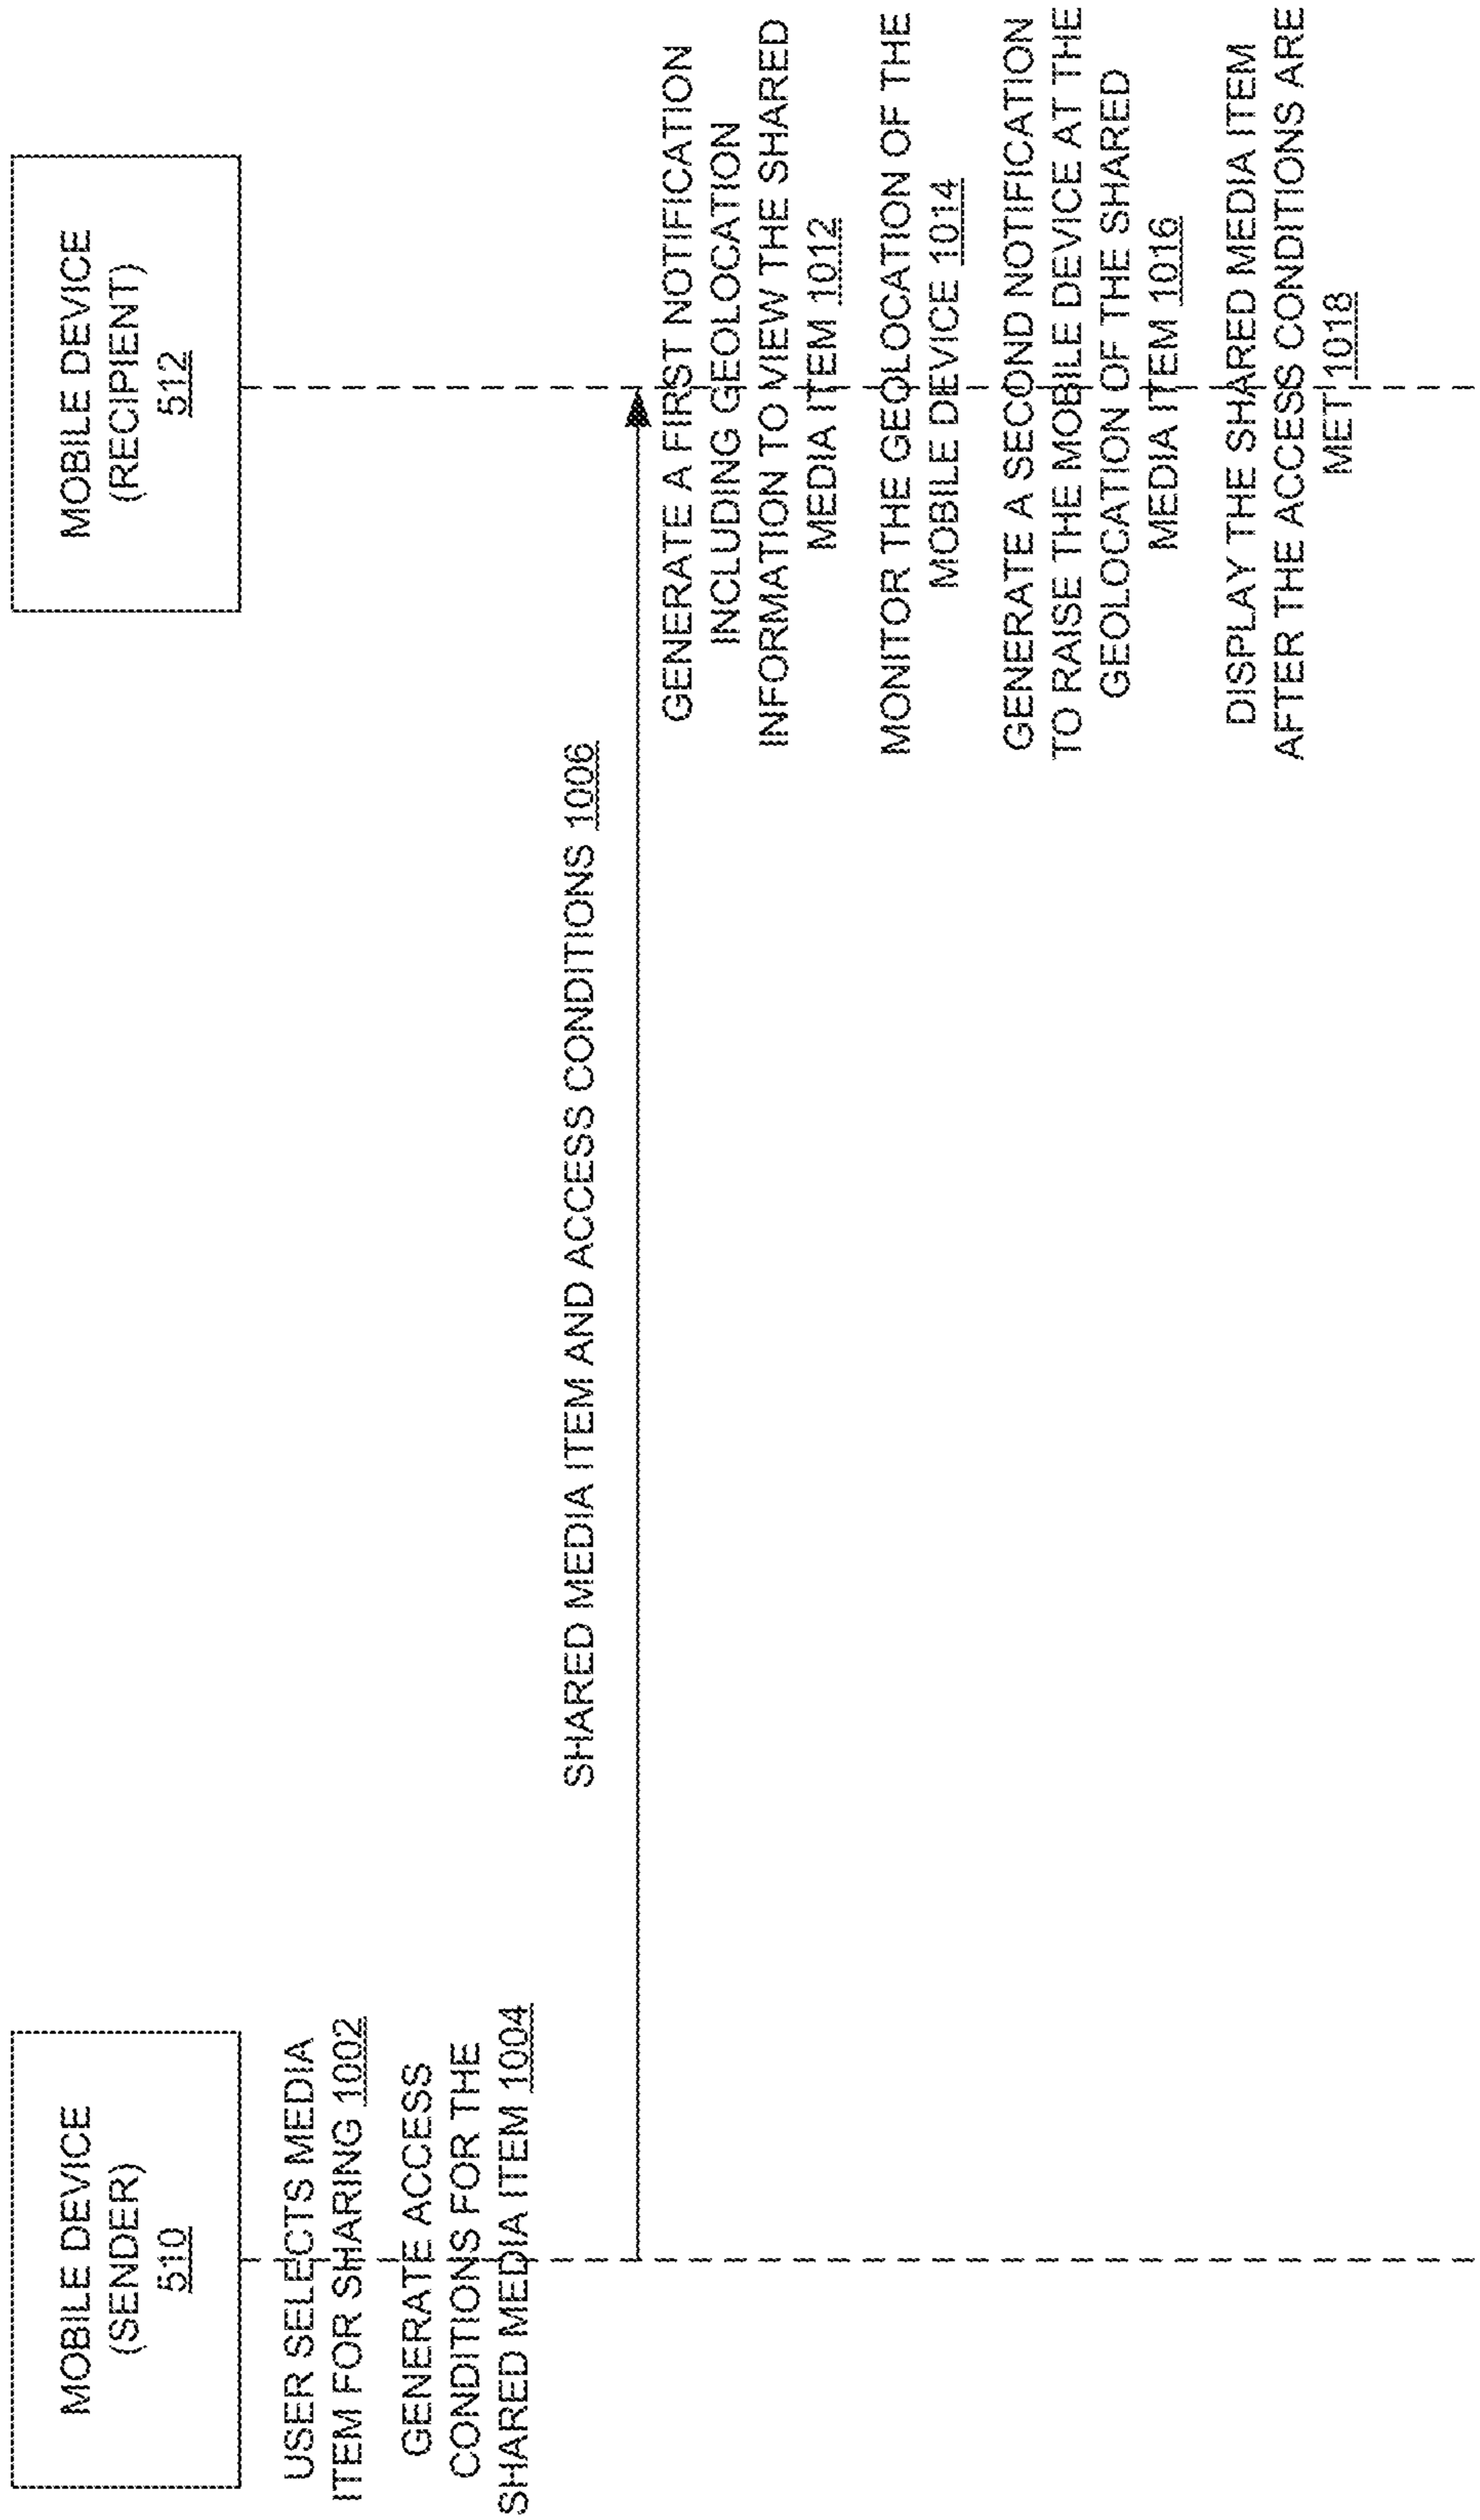 MOBILE DEVICE
(SENDER)
510
MOBILE DEVICE
(RECIPIENT)
512
USER SELECTS MEDIA
ITEM FOR SHARING 1002
GENERATE ACCESS
CONDITIONS FOR THE
SHARED MEDIA ITEM 1004
SHARED MEDIA ITEM AND ACCESS CONDITIONS 1006
GENERATE A FIRST NOTIFICATION
INCLUDING GEOLOCATION
INFORMATION TO VIEW THE SHARED
MEDIA ITEM 1012
MONITOR THE GEOLOCATION OF THE
MOBILE DEVICE 1014
GENERATE A SECOND NOTIFICATION
TO RAISE THE MOBILE DEVICE AT THE
GEOLOCATION OF THE SHARED
MEDIA ITEM 1016
DISPLAY THE SHARED MEDIA ITEM
AFTER THE ACCESS CONDITIONS ARE
MET 1018